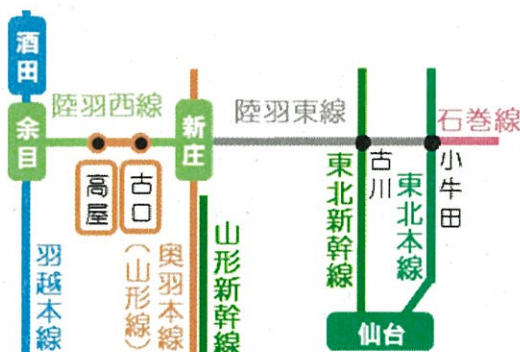 酒田
余目
陸羽西線
新庄
陸羽東線
石巻線
高屋
古口
古川
小牛田
羽越本線
奥羽本線
（山形線）
山形新幹線
東北新幹線
東北本線
仙台